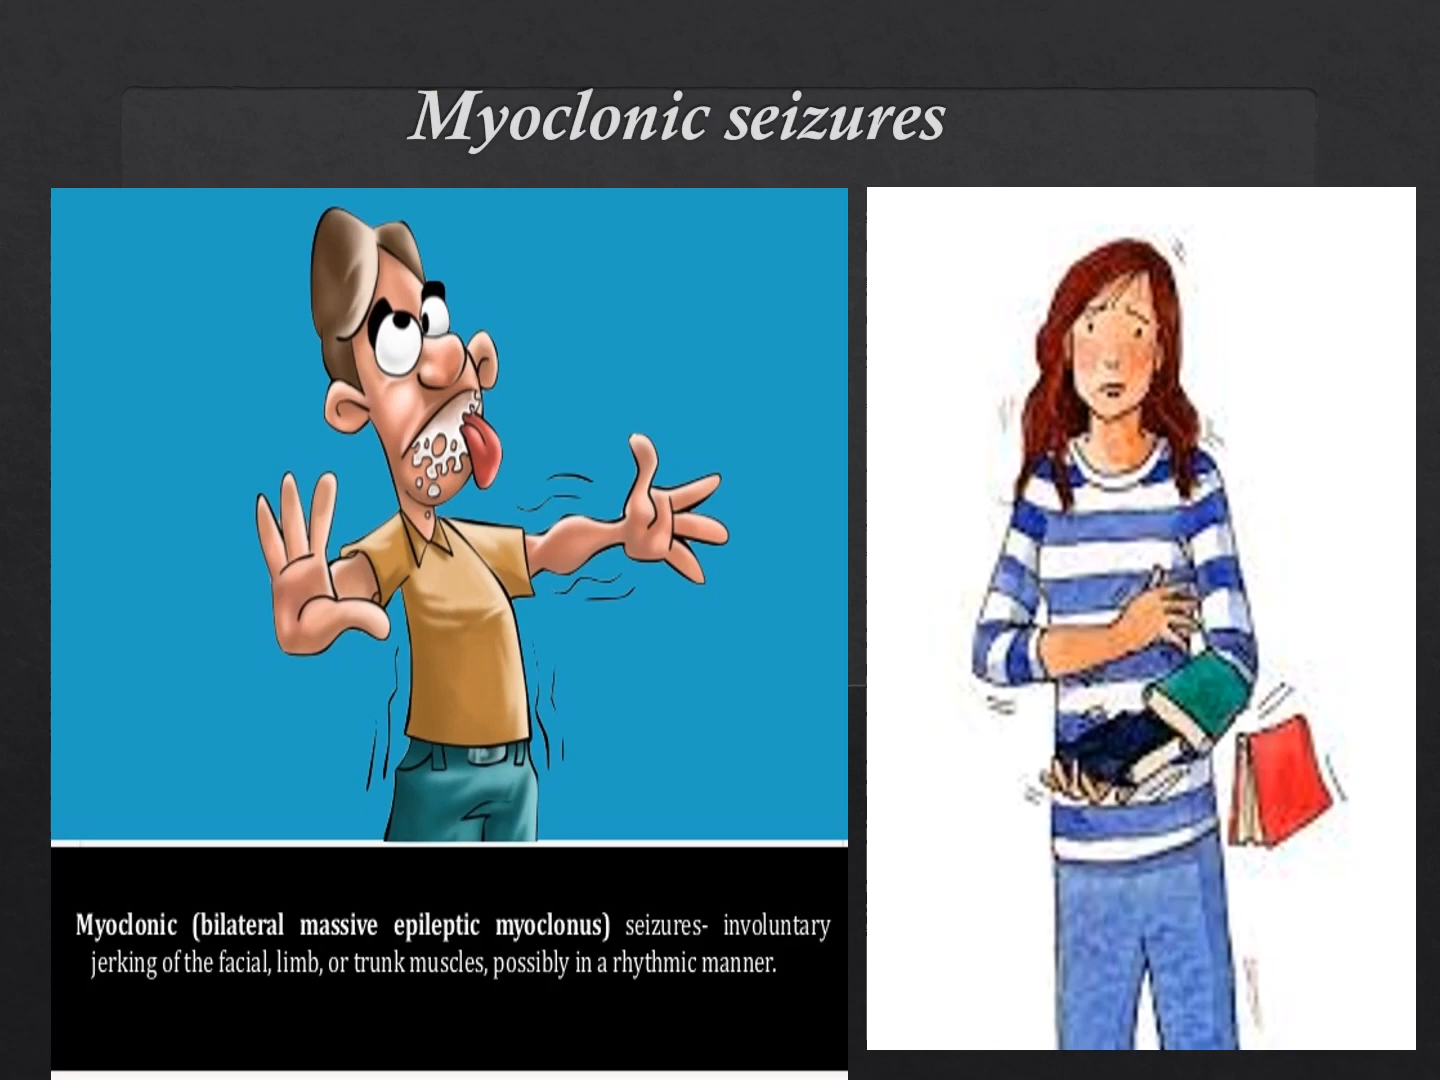 Myoclonic seizures
Myoclonic (bilateral massive epileptic myoclonus) seizures- involuntary
jerking of the facial, limb, or trunk muscles, possibly in a rhythmic manner.